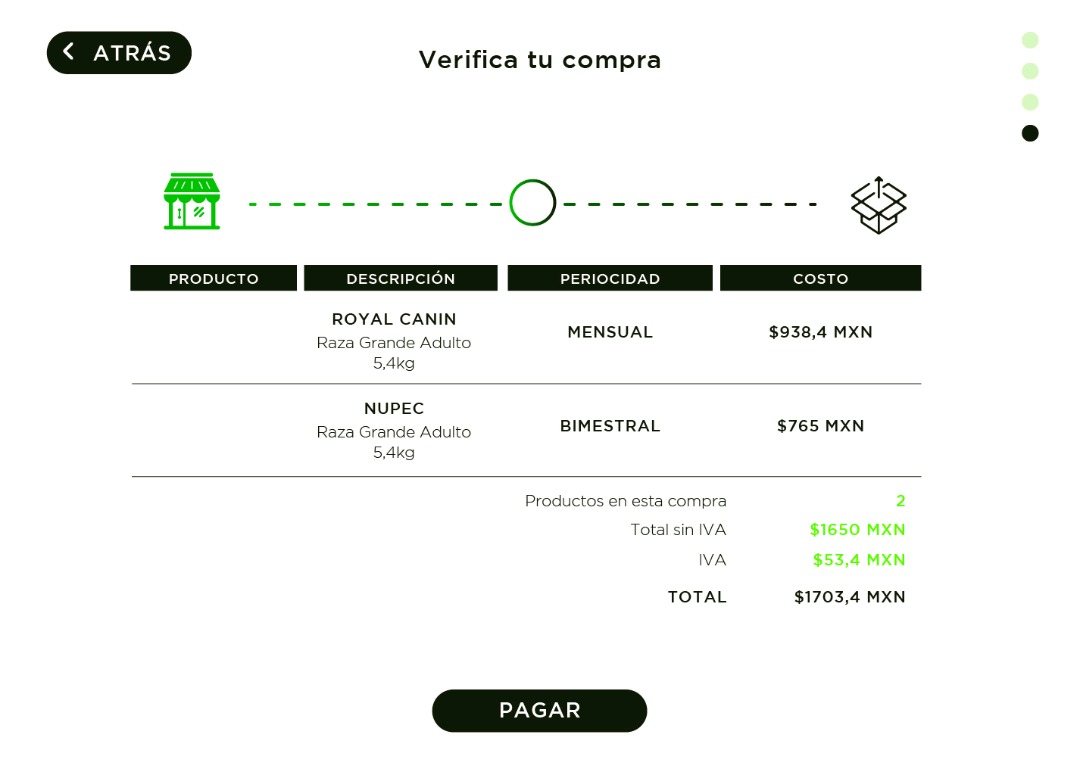 ATRÁS
Verifica tu compra
PRODUCTO DESCRIPCIÓN PERIOCIDAD COSTO
ROYAL CANIN
Raza Grande Adulto
5,4kg
MENSUAL
$938,4 MXN
NUPEC
Raza Grande Adulto
5,4kg
BIMESTRAL
$765 MXN
Productos en esta compra 2
Total sin IVA $1650 MXN
IVA $53,4 MXN
TOTAL $1703,4 MXN
PAGAR